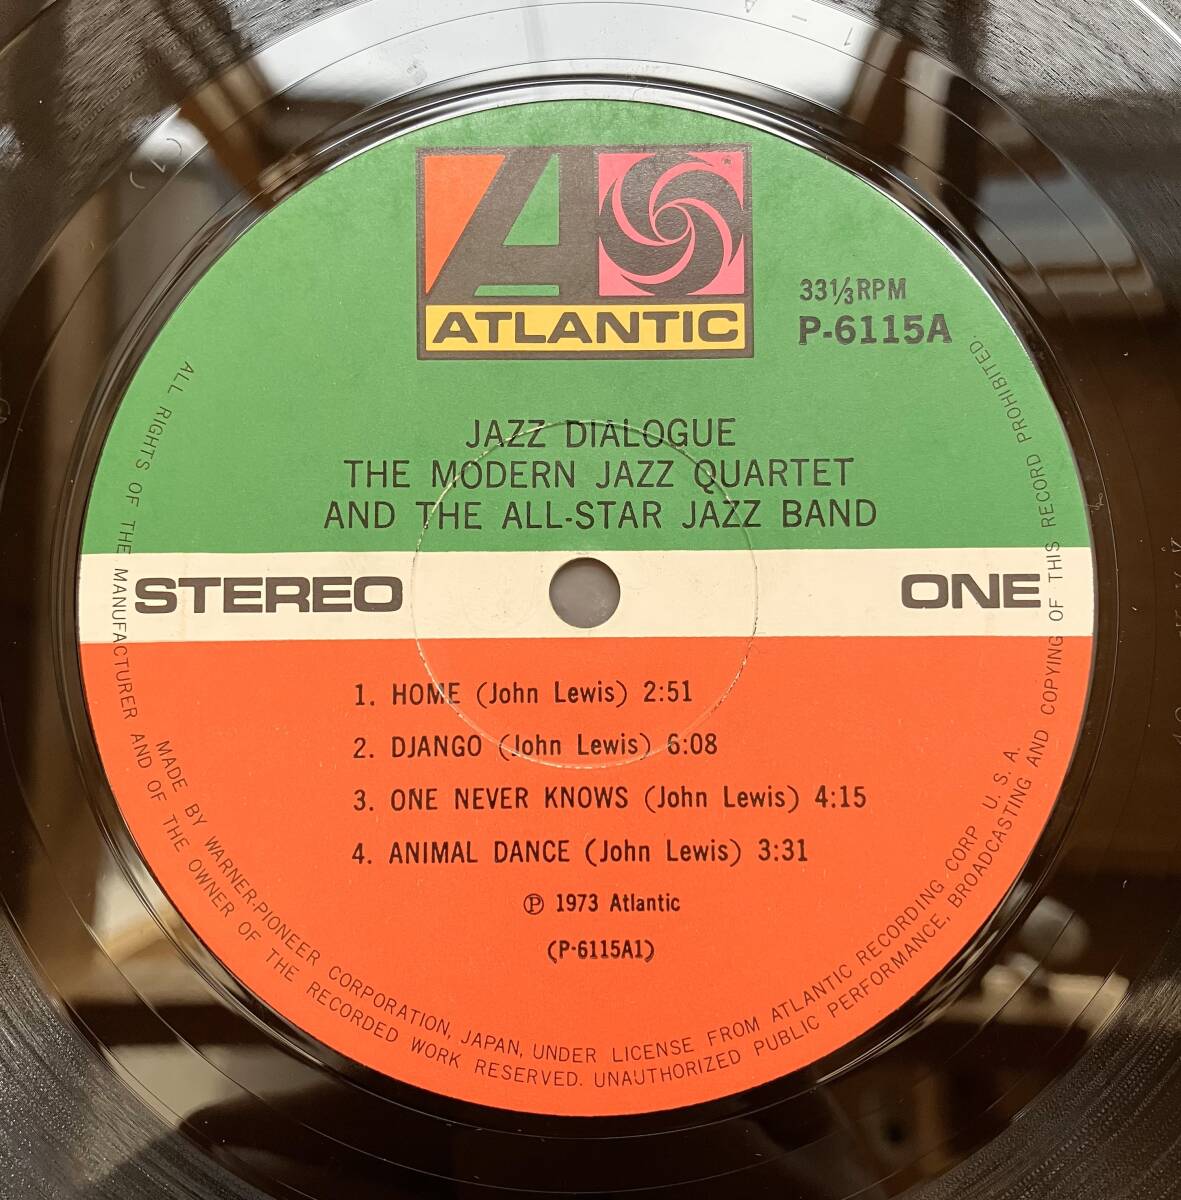 ATLANTIC
33⅓RPM
P-6115A
JAZZ DIALOGUE
THE MODERN JAZZ QUARTET
AND THE ALL-STAR JAZZ BAND
STEREO
ONE
1. HOME (John Lewis) 2:51
2. DJANGO (John Lewis) 6:08
3. ONE NEVER KNOWS (John Lewis) 4:15
4. ANIMAL DANCE (John Lewis) 3:31
℗ 1973 Atlantic
(P-6115A1)
MADE BY WARNER-PIONEER CORPORATION, JAPAN, UNDER LICENSE FROM ATLANTIC RECORDING CORP U. S. A.
ALL RIGHTS OF THE MANUFACTURER AND OF THE OWNER OF THE RECORDED WORK RESERVED. UNAUTHORIZED PUBLIC PERFORMANCE, BROADCASTING AND COPYING OF THIS RECORD PROHIBITED.